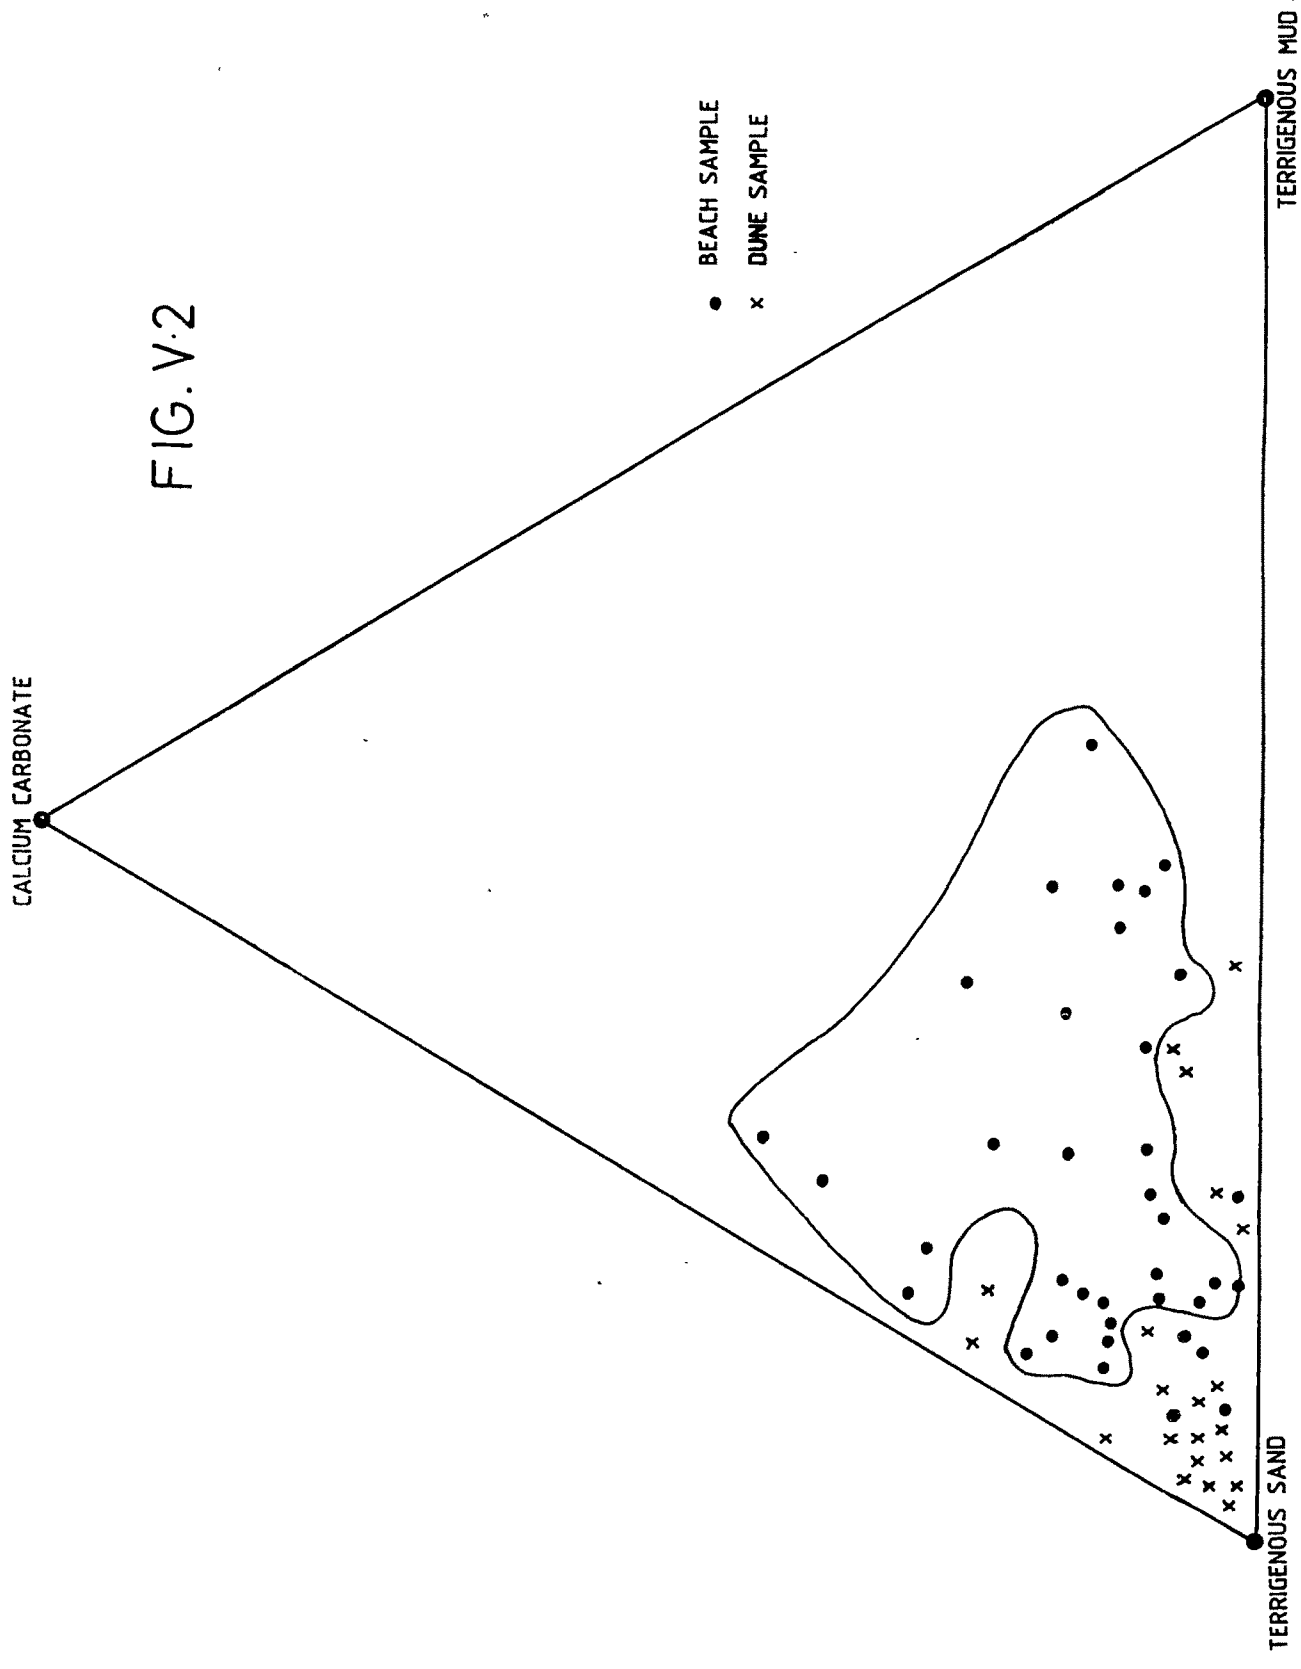 CALCIUM CARBONATE
FIG. V.2
BEACH SAMPLE
DUNE SAMPLE
TERRIGENOUS SAND
TERRIGENOUS MUD